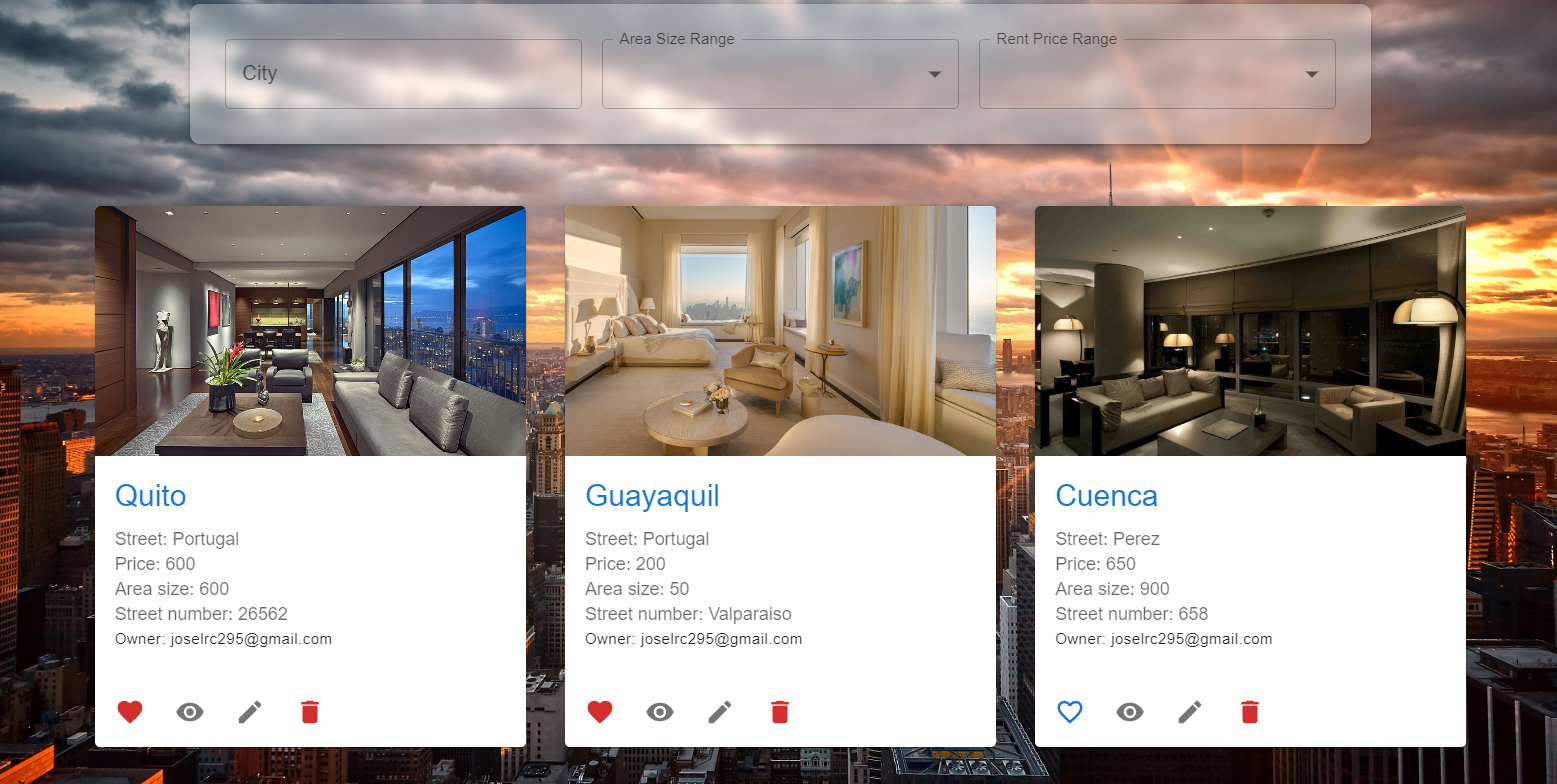 Area Size Range
Rent Price Range
City
Quito
Street: Portugal
Price: 600
Area size: 600
Street number: 26562
Owner: joselrc295@gmail.com
Guayaquil
Street: Portugal
Price: 200
Area size: 50
Street number: Valparaiso
Owner: joselrc295@gmail.com
Cuenca
Street: Perez
Price: 650
Area size: 900
Street number: 658
Owner: joselrc295@gmail.com